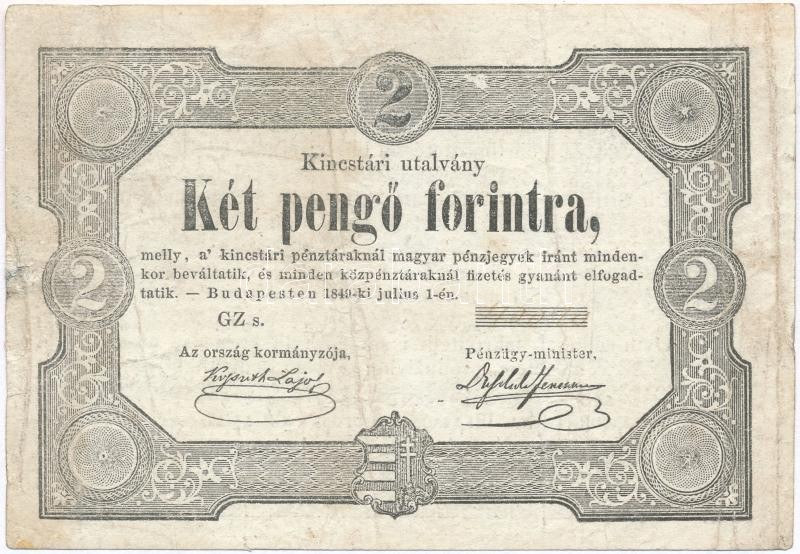 2
Kincstári utalvány
Két pengő forintra,
melly, a' kincstári pénztáraknál magyar pénzjegyek iránt minden-
kor beváltatik, és minden közpénztáraknál fizetés gyanánt elfogad-
tatik. — Budapesten 1849-ki julius 1-én.
2 2
GZ s.
Az ország kormányzója, Pénzügy-minister,
Kossuth Lajos